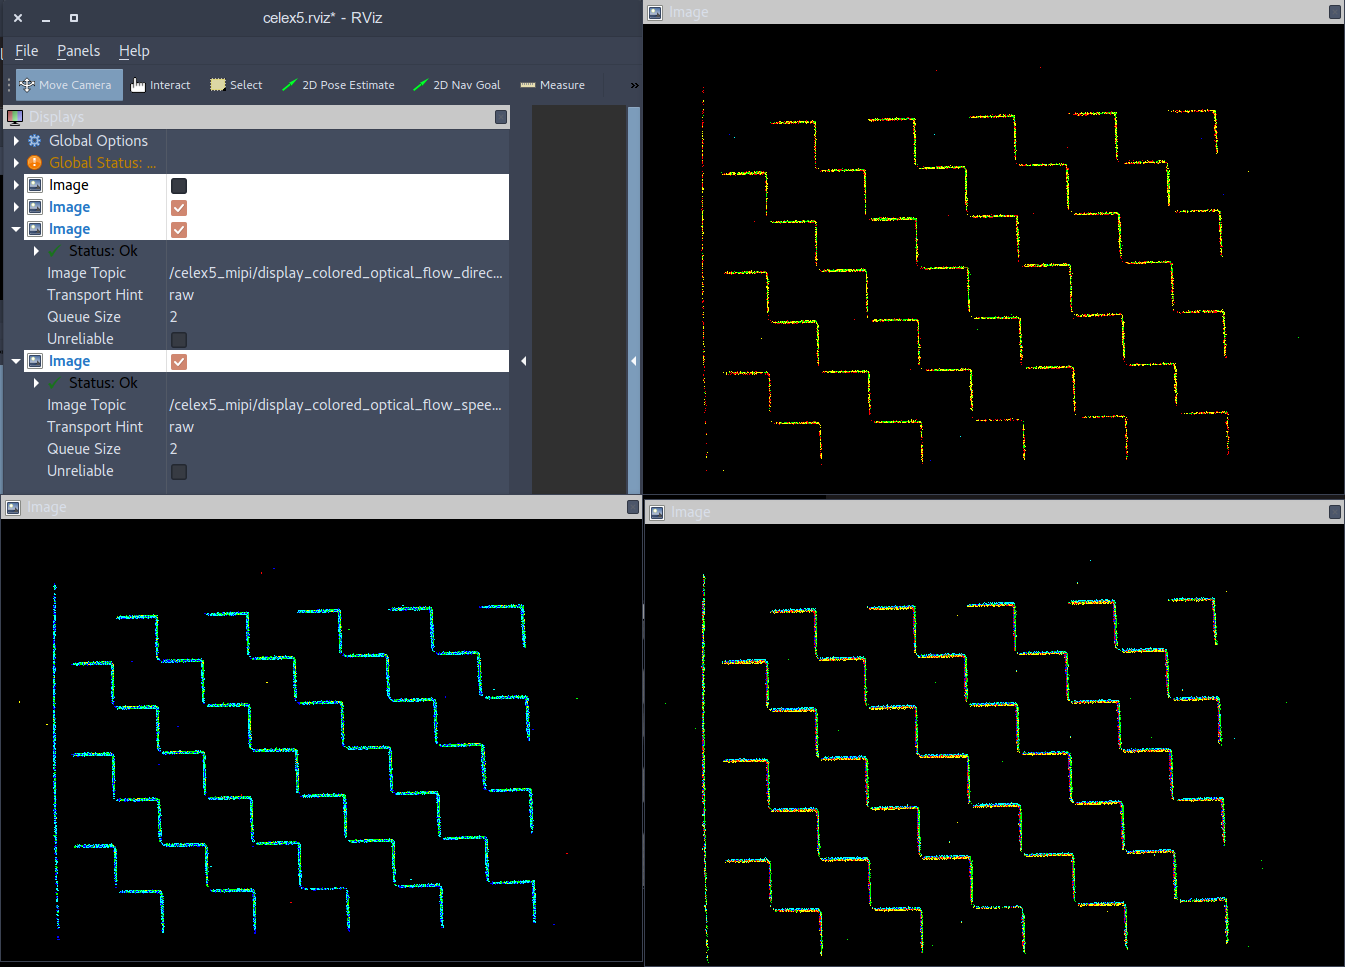 celex5.rviz* - RViz
File Panels Help
Move Camera Interact Select 2D Pose Estimate 2D Nav Goal Measure »
Displays
Global Options
Global Status: ...
Image
Image
Image
Status: Ok
Image Topic /celex5_mipi/display_colored_optical_flow_direc...
Transport Hint raw
Queue Size 2
Unreliable
Image
Status: Ok
Image Topic /celex5_mipi/display_colored_optical_flow_spee...
Transport Hint raw
Queue Size 2
Unreliable
Image
Image
Image